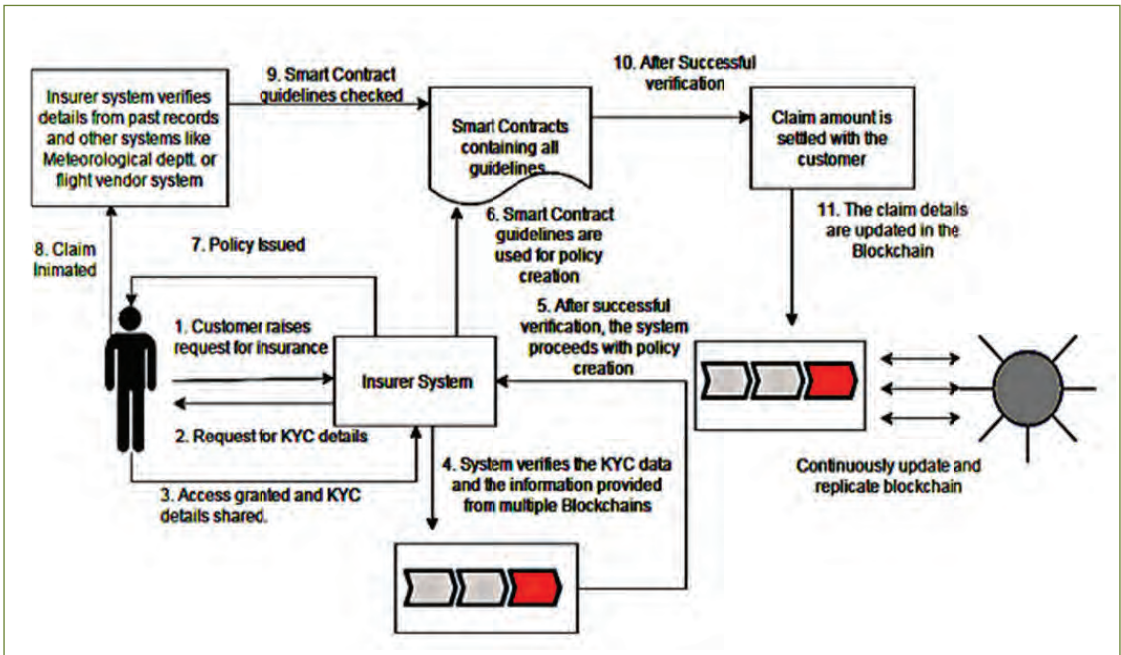 9. Smart Contract
guidelines checked
10. After Successful
verification
Insurer system verifies
details from past records
and other systems like
Meteorological deptt. or
flight vendor system
Smart Contracts
containing all
guidelines
Claim amount is
settled with the
customer
8. Claim
Inimated
7. Policy Issued
6. Smart Contract
guidelines are
used for policy
creation
11. The claim details
are updated in the
Blockchain
1. Customer raises
request for insurance
5. After successful
verification, the system
proceeds with policy
creation
Insurer System
2. Request for KYC details
3. Access granted and KYC
details shared.
4. System verifies the KYC data
and the information provided
from multiple Blockchains
Continuously update and
replicate blockchain